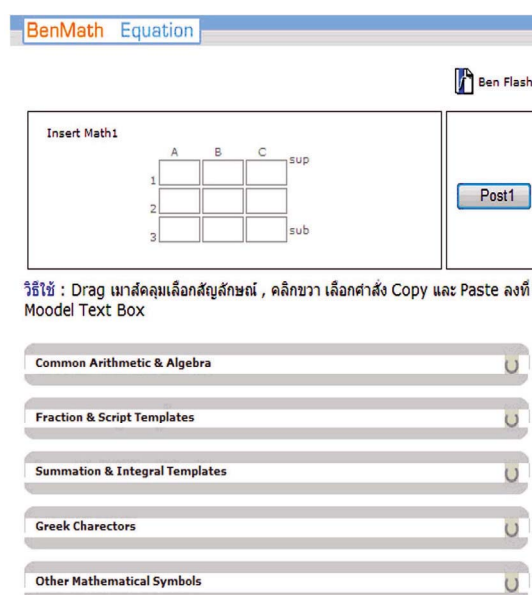 BenMath Equation
Ben Flash
Insert Math1
A B C
sup
1
2
3
sub
Post1
วิธีใช้ : Drag เมาส์คลุมเลือกสัญลักษณ์ , คลิกขวา เลือกคำสั่ง Copy และ Paste ลงที่
Moodel Text Box
Common Arithmetic & Algebra
Fraction & Script Templates
Summation & Integral Templates
Greek Charectors
Other Mathematical Symbols